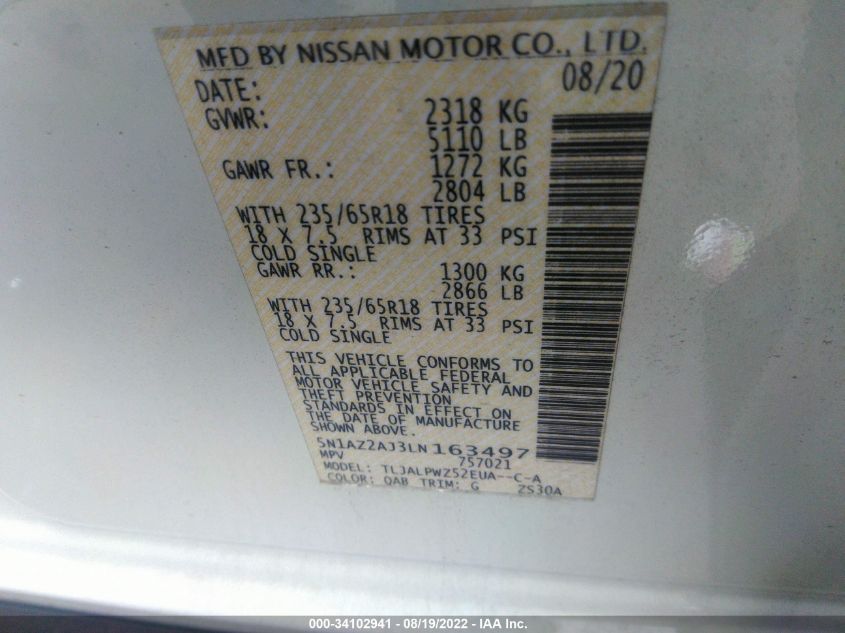 MFD BY NISSAN MOTOR CO., LTD.
DATE: 08/20
GVWR: 2318 KG
5110 LB
GAWR FR.: 1272 KG
2804 LB
WITH 235/65R18 TIRES
18 X 7.5 RIMS AT 33 PSI
COLD SINGLE
GAWR RR.: 1300 KG
2866 LB
WITH 235/65R18 TIRES
18 X 7.5 RIMS AT 33 PSI
COLD SINGLE
THIS VEHICLE CONFORMS TO
ALL APPLICABLE FEDERAL
MOTOR VEHICLE SAFETY AND
THEFT PREVENTION
STANDARDS IN EFFECT ON
THE DATE OF MANUFACTURE
SHOWN ABOVE.
5N1AZ2AJ3LN163497
MPV 757021
MODEL: TLJALPWZ52EUA--C-A
COLOR: QAB TRIM: G ZS30A
000-34102941 - 08/19/2022 - IAA Inc.